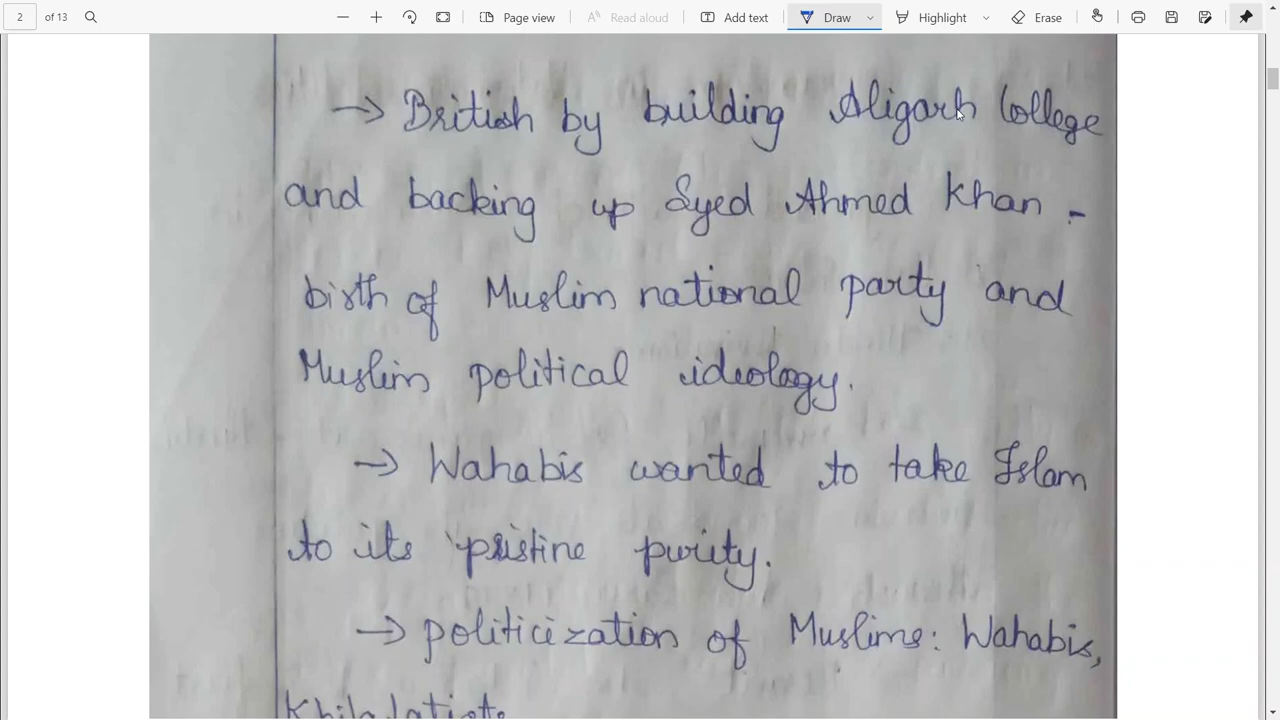 2 of 13 Page view Read aloud Add text Draw Highlight Erase
→ British by building Aligarh College
and backing up Syed Ahmed Khan -
birth of Muslim national party and
Muslim political ideology.
→ Wahabis wanted to take Islam
to its pristine purity.
→ politicization of Muslims: Wahabis,